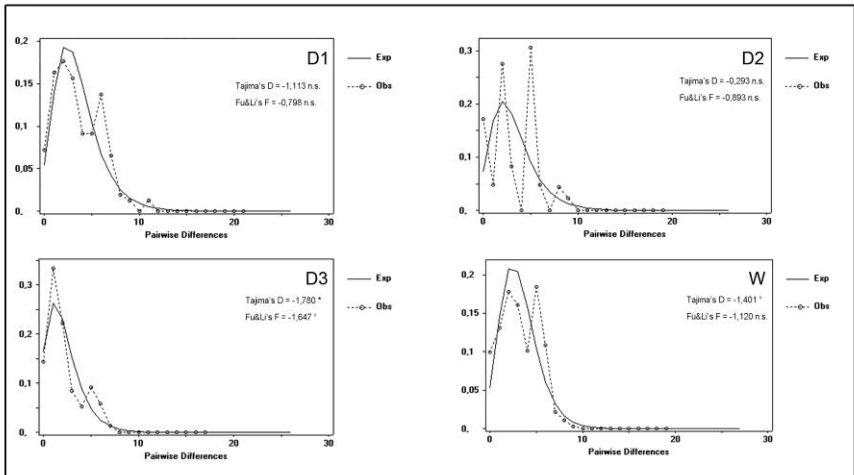 D1
Exp
Obs
Tajima's D = -1,113 n.s.
Fu&Li's F = -0,798 n.s.
0,2
0,15
0,1
0,05
0,
0 10 20 30
Pairwise Differences
D2
Exp
Obs
Tajima's D = -0,293 n.s.
Fu&Li's F = -0,893 n.s.
0,3
0,2
0,1
0,
0 10 20 30
Pairwise Differences
D3
Exp
Obs
Tajima's D = -1,780 *
Fu&Li's F = -1,647 °
0,3
0,2
0,1
0,
0 10 20 30
Pairwise Differences
W
Exp
Obs
Tajima's D = -1,401 °
Fu&Li's F = -1,120 n.s.
0,2
0,15
0,1
0,05
0,
0 10 20 30
Pairwise Differences